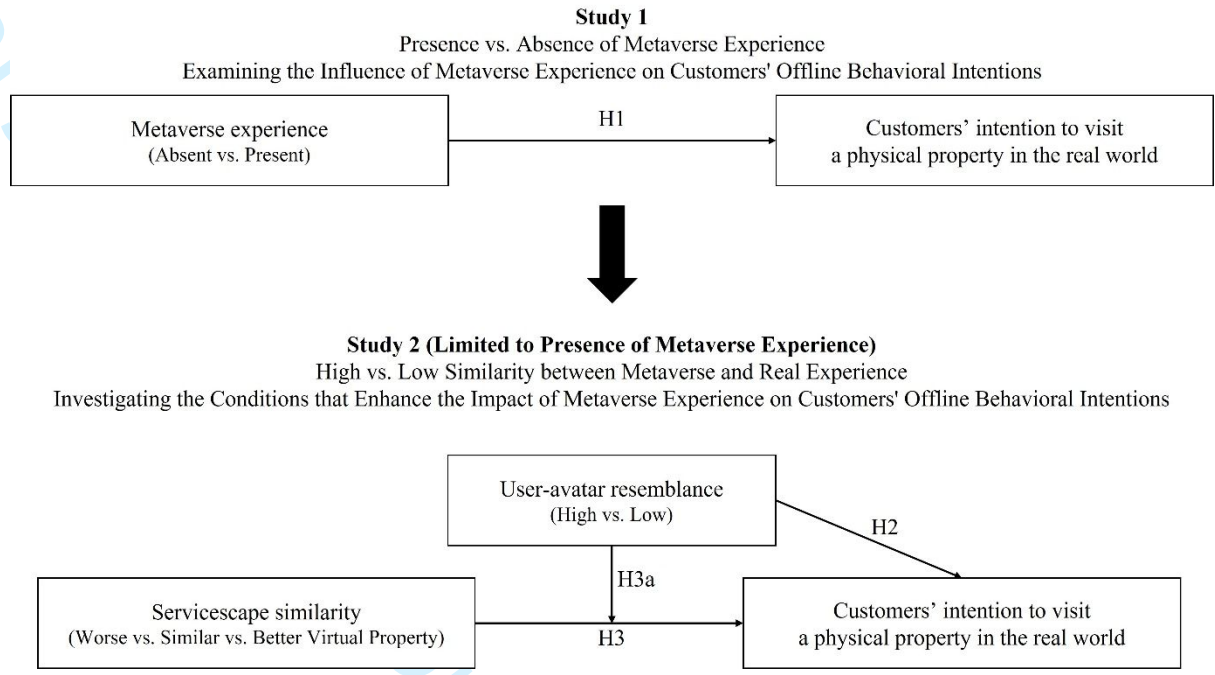 Study 1
Presence vs. Absence of Metaverse Experience
Examining the Influence of Metaverse Experience on Customers' Offline Behavioral Intentions
Metaverse experience
(Absent vs. Present)
H1
Customers’ intention to visit
a physical property in the real world
Study 2 (Limited to Presence of Metaverse Experience)
High vs. Low Similarity between Metaverse and Real Experience
Investigating the Conditions that Enhance the Impact of Metaverse Experience on Customers' Offline Behavioral Intentions
User-avatar resemblance
(High vs. Low)
H2
H3a
Servicescape similarity
(Worse vs. Similar vs. Better Virtual Property)
H3
Customers’ intention to visit
a physical property in the real world